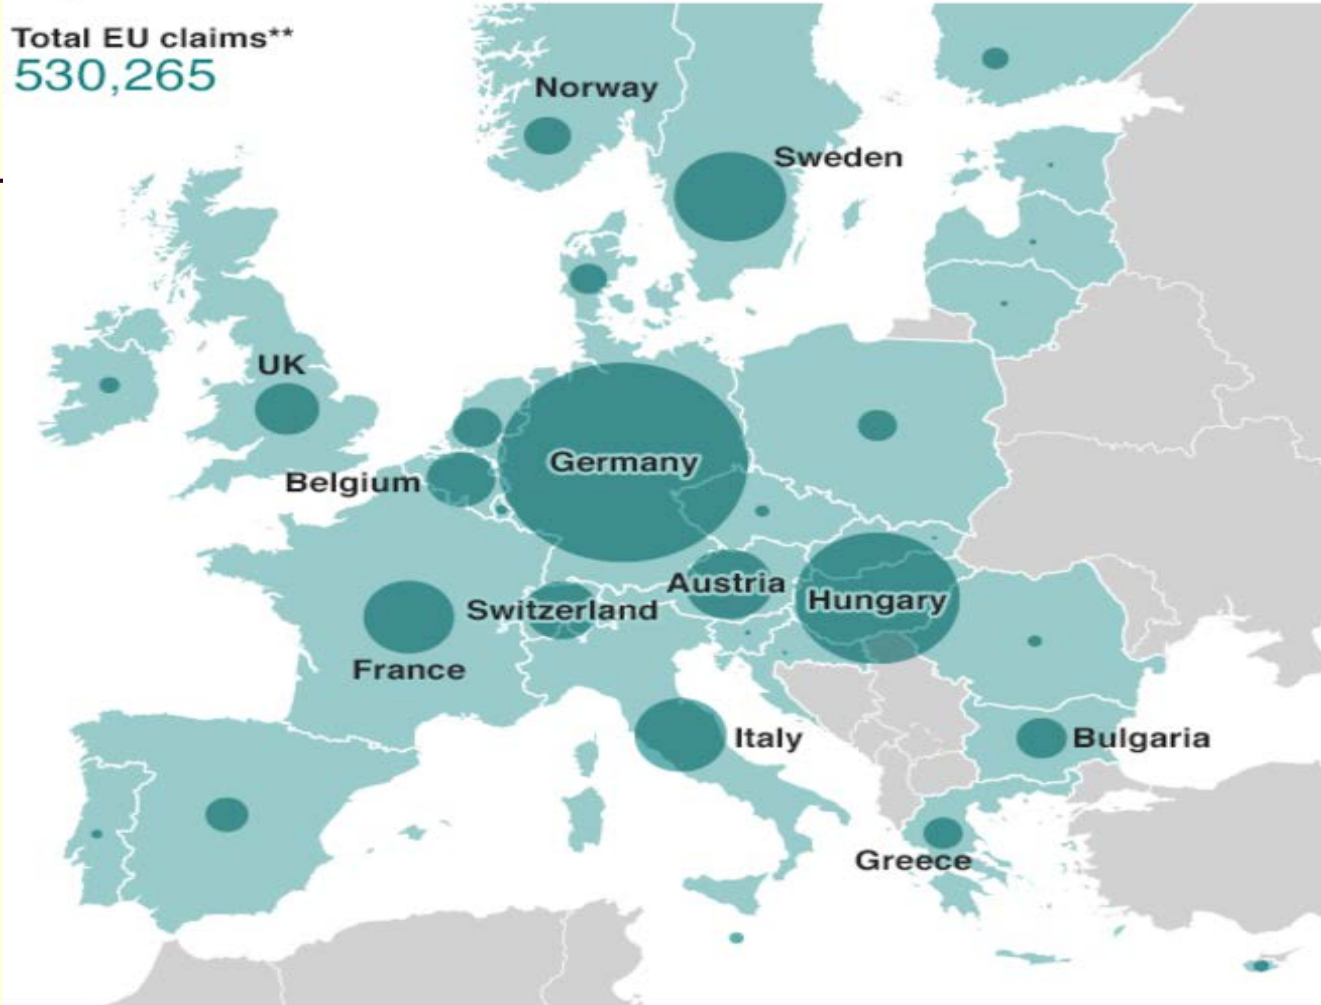 Total EU claims**
530,265
Norway
Sweden
UK
Belgium
Germany
Austria
Hungary
Switzerland
France
Italy
Bulgaria
Greece